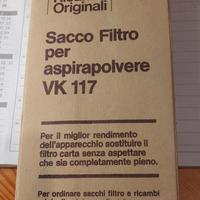 Originali
Sacco Filtro
per
aspirapolvere
VK 117
Per il miglior rendimento
dell'apparecchio sostituire il
filtro carta senza aspettare
che sia completamente pieno.
Per ordinare sacchi filtro e ricambi